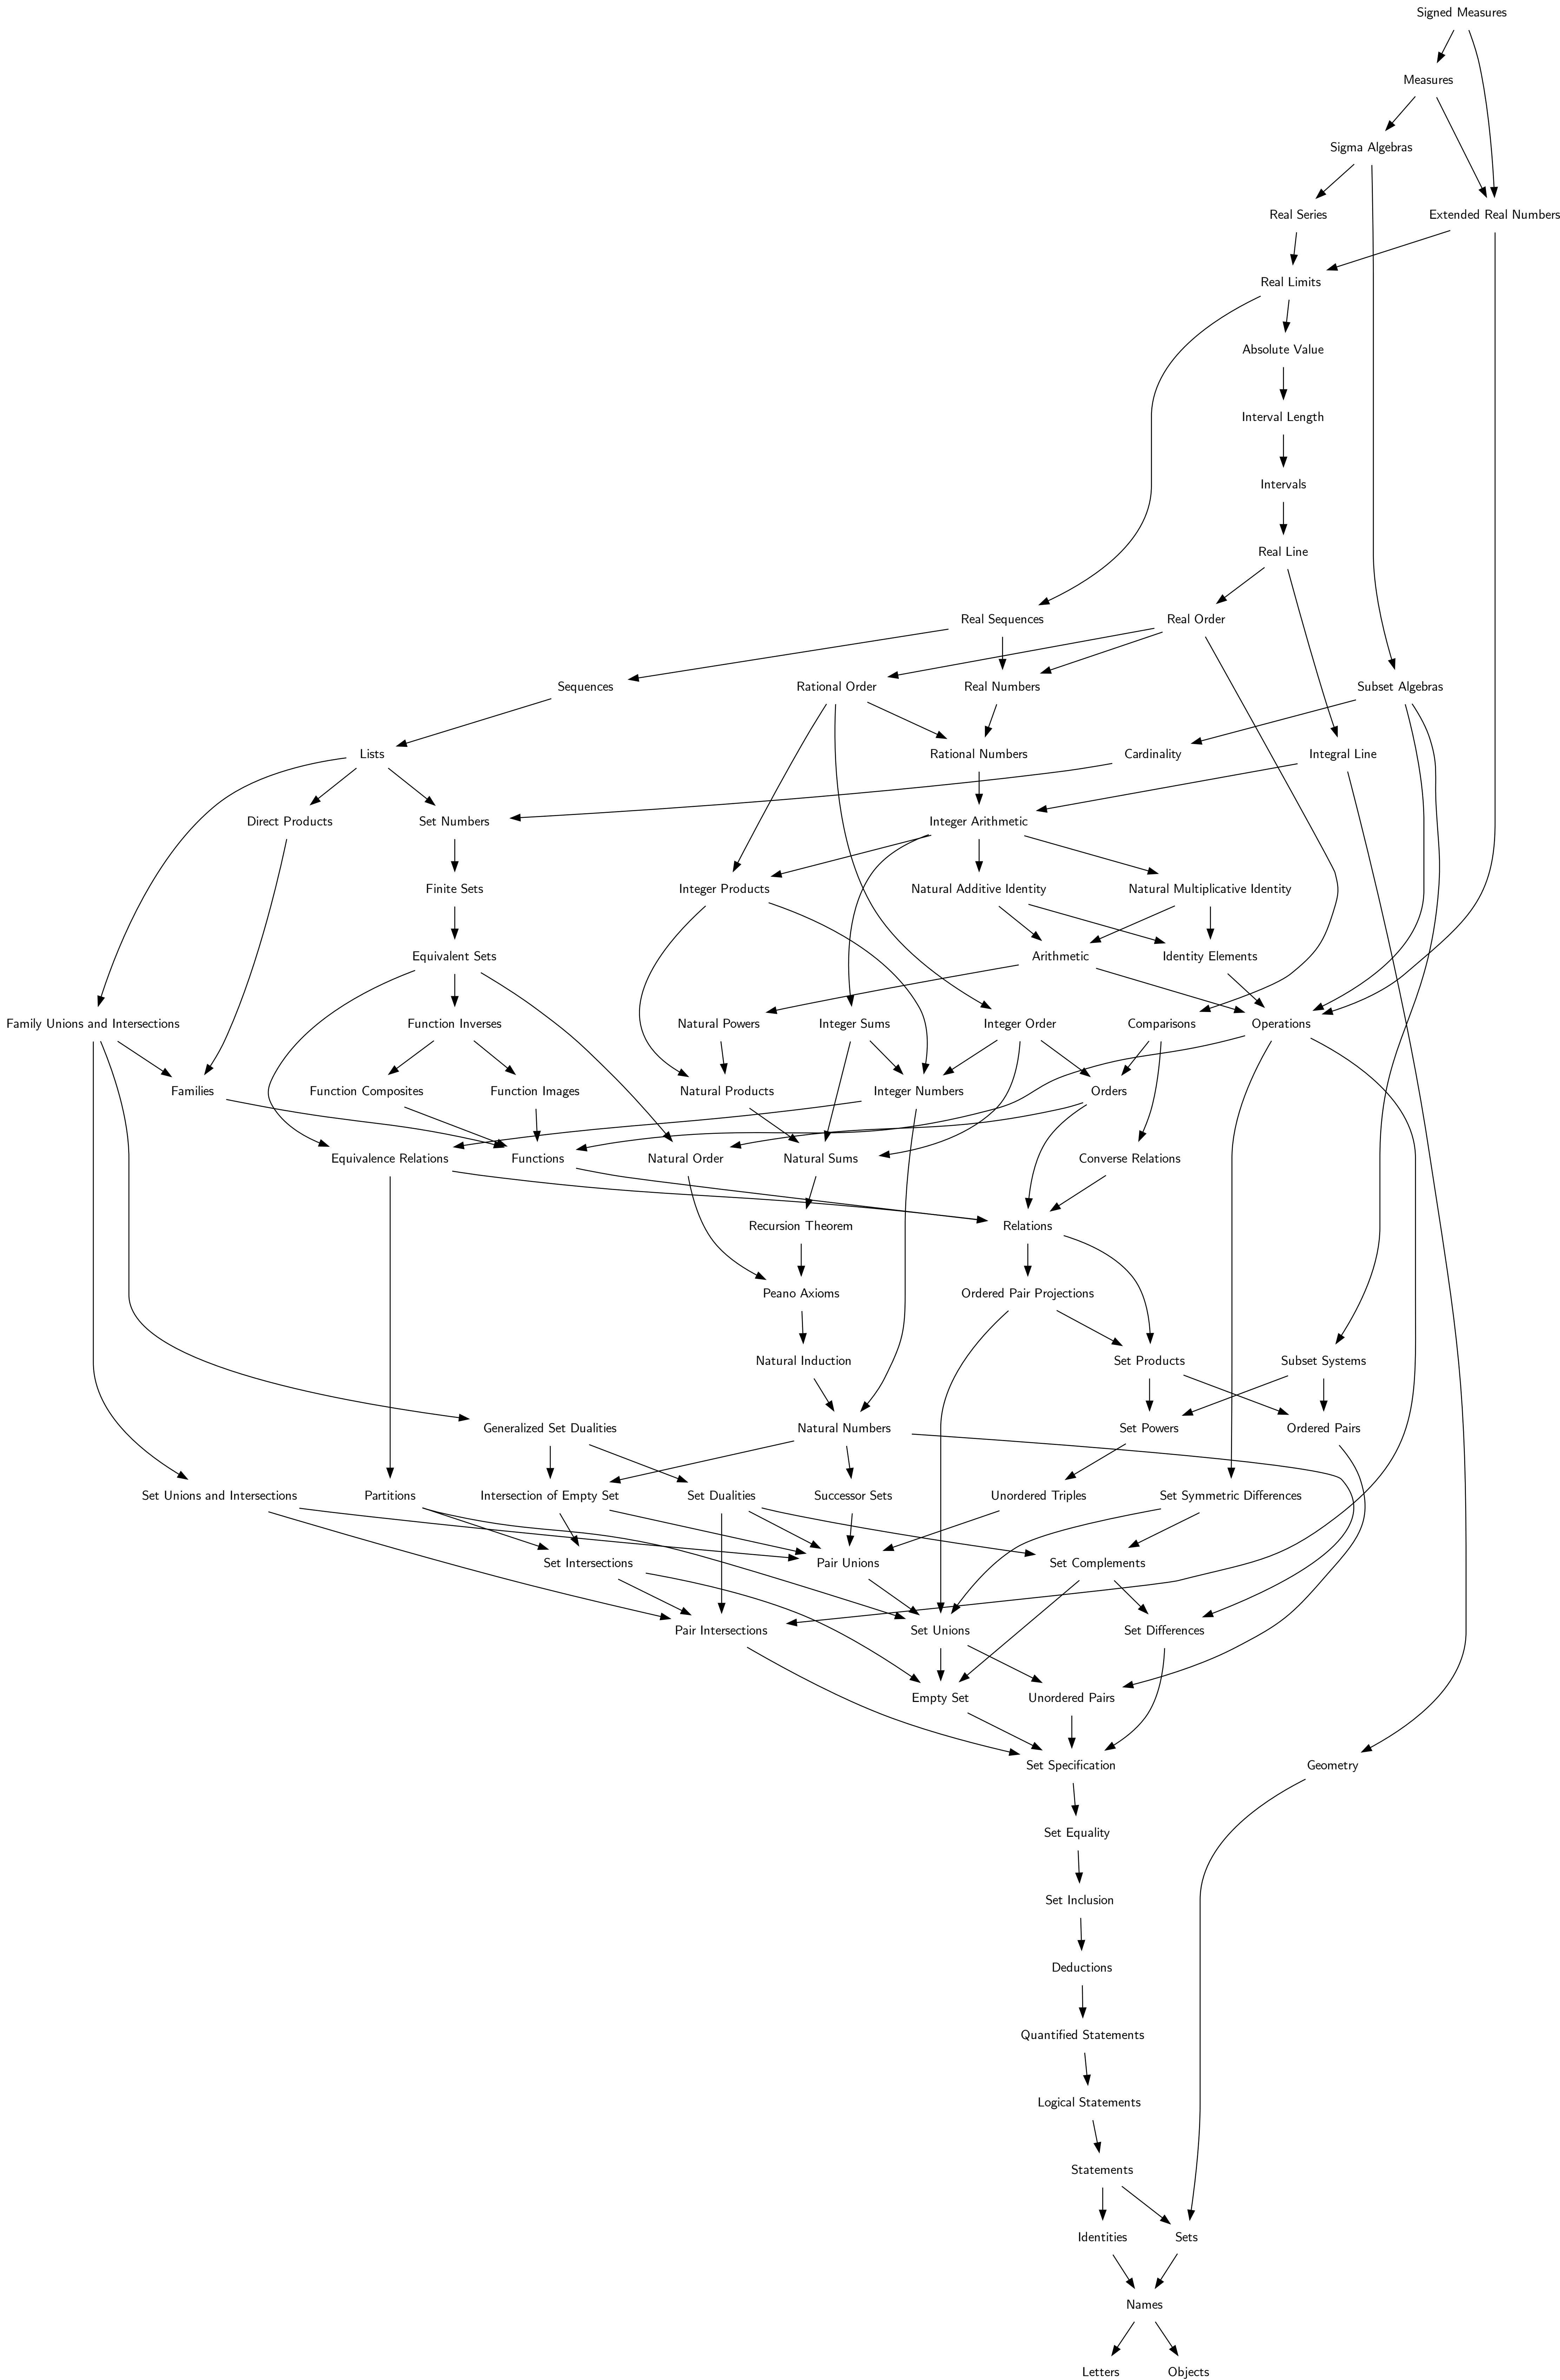 Signed Measures
Measures
Sigma Algebras
Real Series
Extended Real Numbers
Real Limits
Absolute Value
Interval Length
Intervals
Real Line
Real Sequences
Real Order
Sequences
Rational Order
Real Numbers
Subset Algebras
Lists
Rational Numbers
Cardinality
Integral Line
Direct Products
Set Numbers
Integer Arithmetic
Finite Sets
Integer Products
Natural Additive Identity
Natural Multiplicative Identity
Equivalent Sets
Arithmetic
Identity Elements
Family Unions and Intersections
Function Inverses
Natural Powers
Integer Sums
Integer Order
Comparisons
Operations
Families
Function Composites
Function Images
Natural Products
Integer Numbers
Orders
Equivalence Relations
Functions
Natural Order
Natural Sums
Converse Relations
Recursion Theorem
Relations
Peano Axioms
Ordered Pair Projections
Natural Induction
Set Products
Subset Systems
Generalized Set Dualities
Natural Numbers
Set Powers
Ordered Pairs
Set Unions and Intersections
Partitions
Intersection of Empty Set
Set Dualities
Successor Sets
Unordered Triples
Set Symmetric Differences
Set Intersections
Pair Unions
Set Complements
Pair Intersections
Set Unions
Set Differences
Empty Set
Unordered Pairs
Set Specification
Geometry
Set Equality
Set Inclusion
Deductions
Quantified Statements
Logical Statements
Statements
Identities
Sets
Names
Letters
Objects